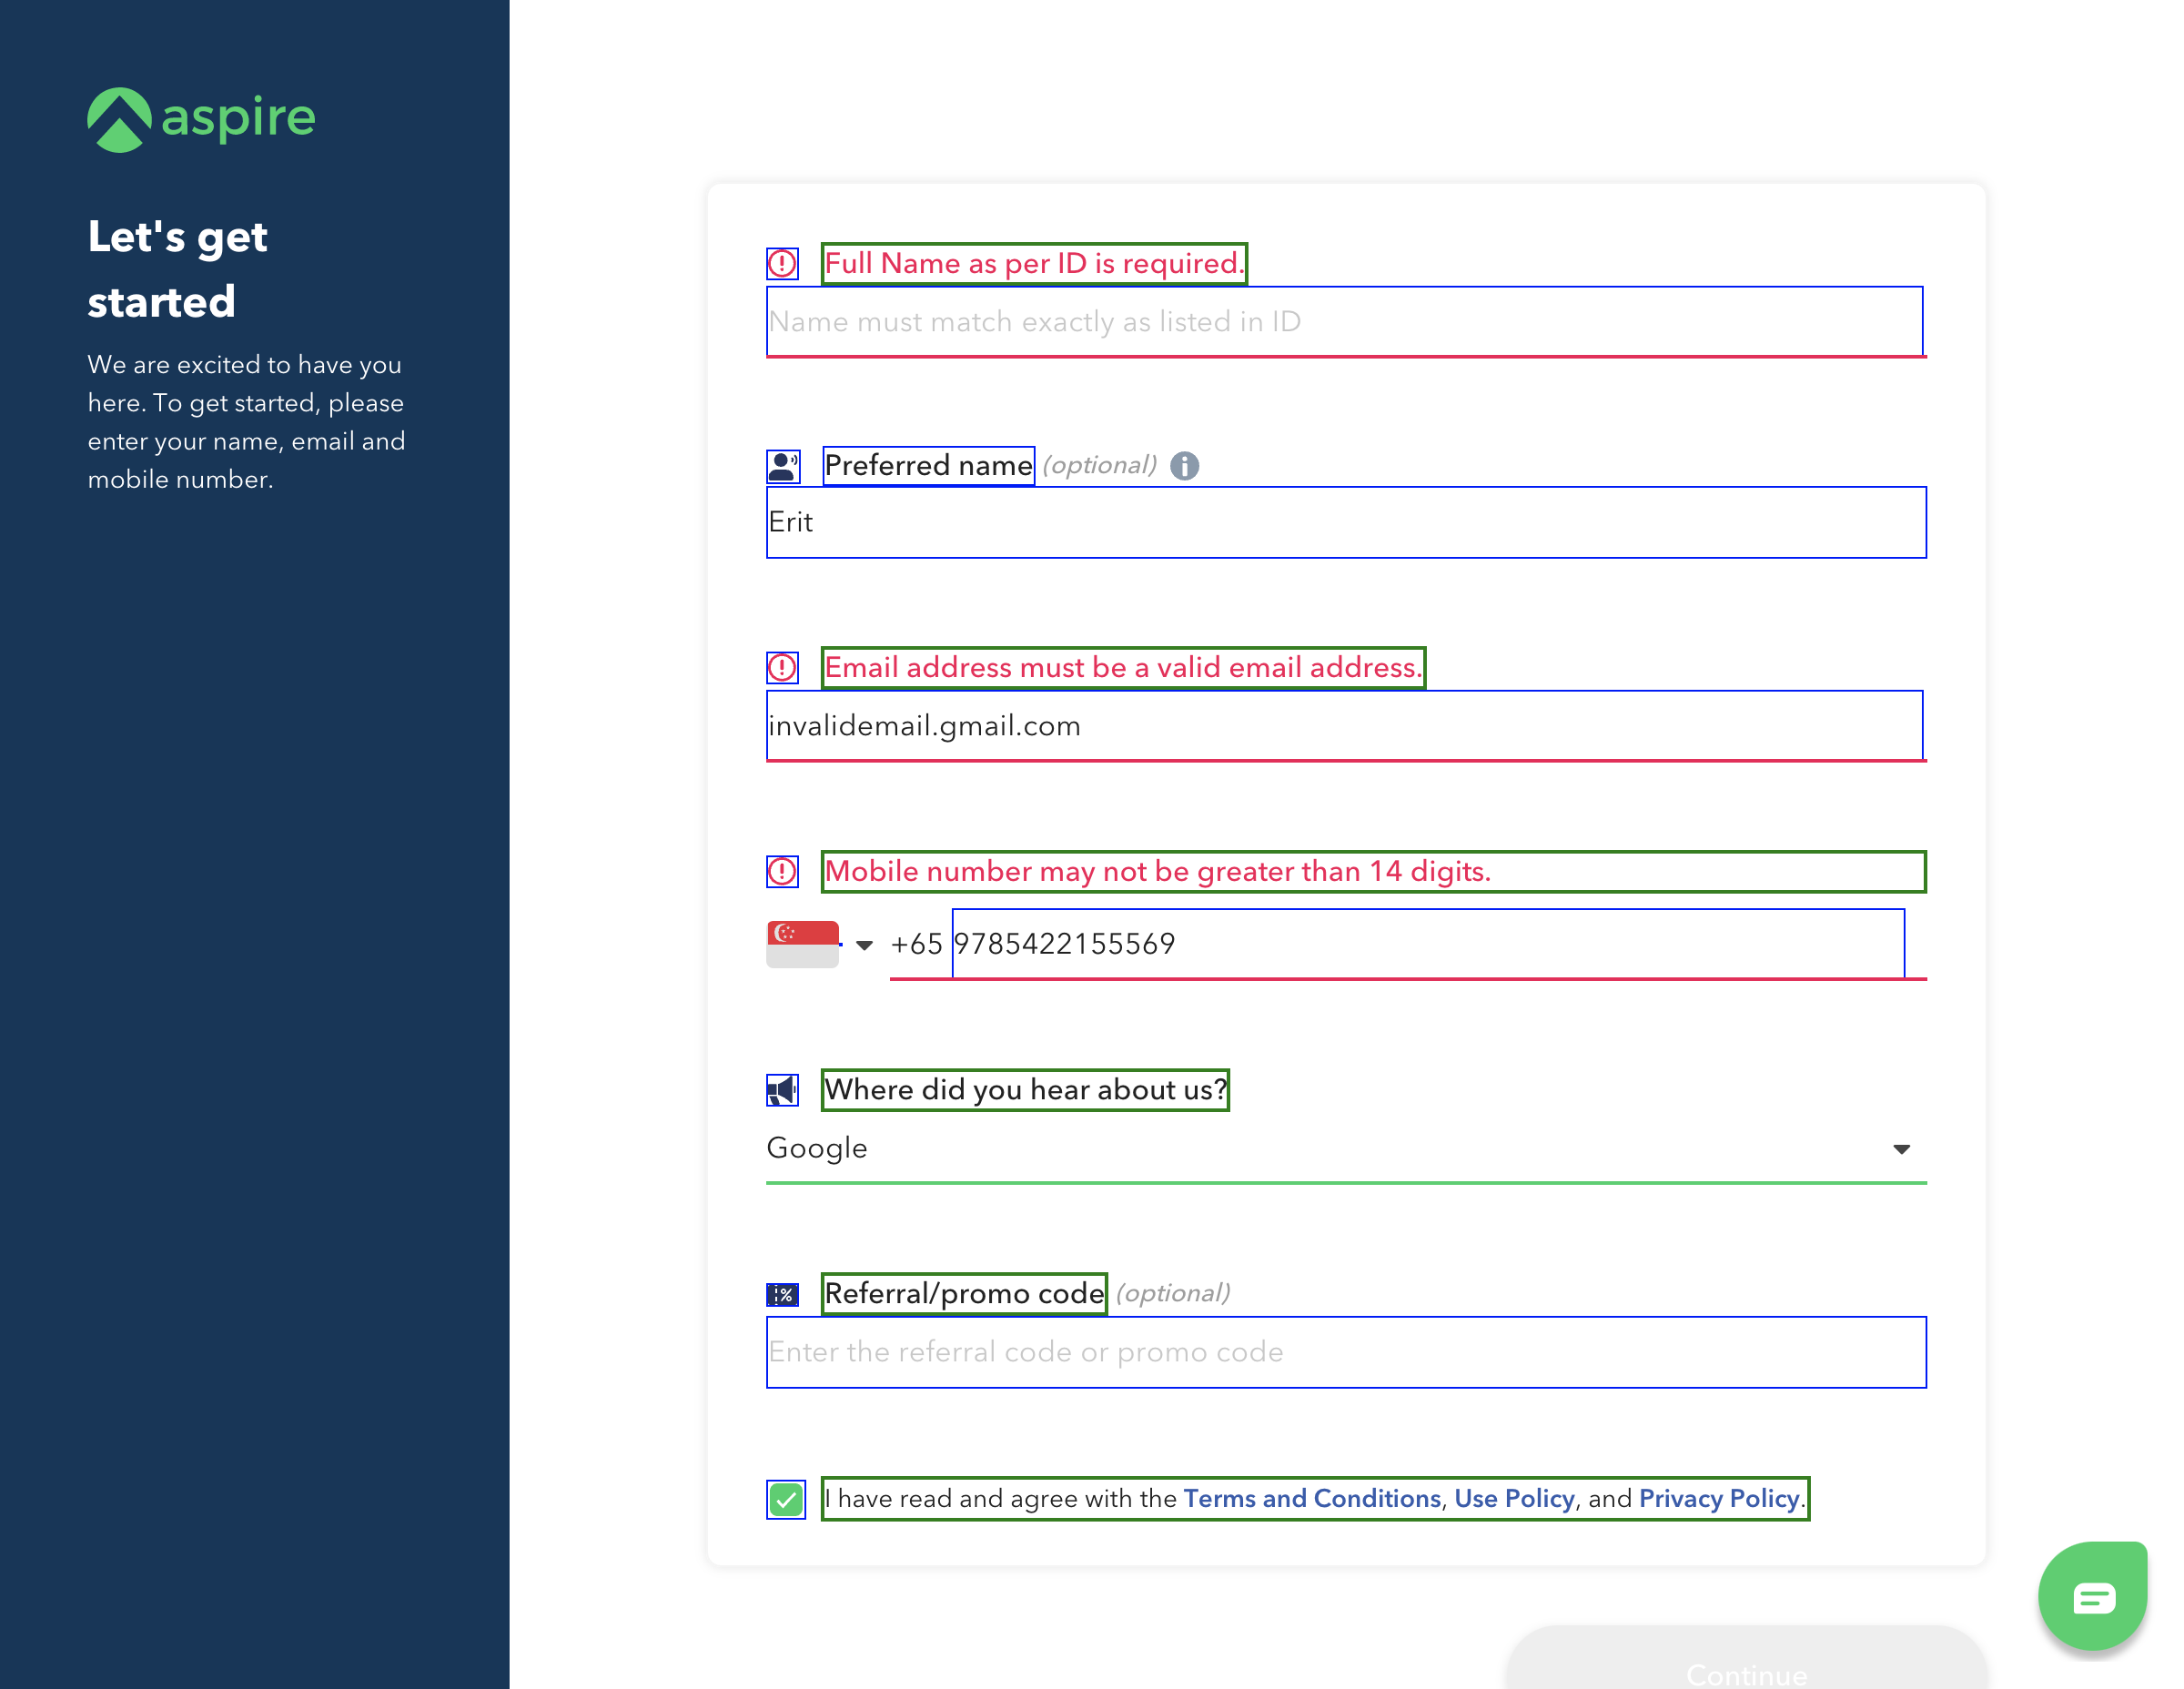 aspire
Let's get
started
We are excited to have you
here. To get started, please
enter your name, email and
mobile number.
Full Name as per ID is required.
Name must match exactly as listed in ID
Preferred name (optional)
Erit
Email address must be a valid email address.
invalidemail.gmail.com
Mobile number may not be greater than 14 digits.
+65 9785422155569
Where did you hear about us?
Google
Referral/promo code (optional)
Enter the referral code or promo code
I have read and agree with the Terms and Conditions, Use Policy, and Privacy Policy.
Continue